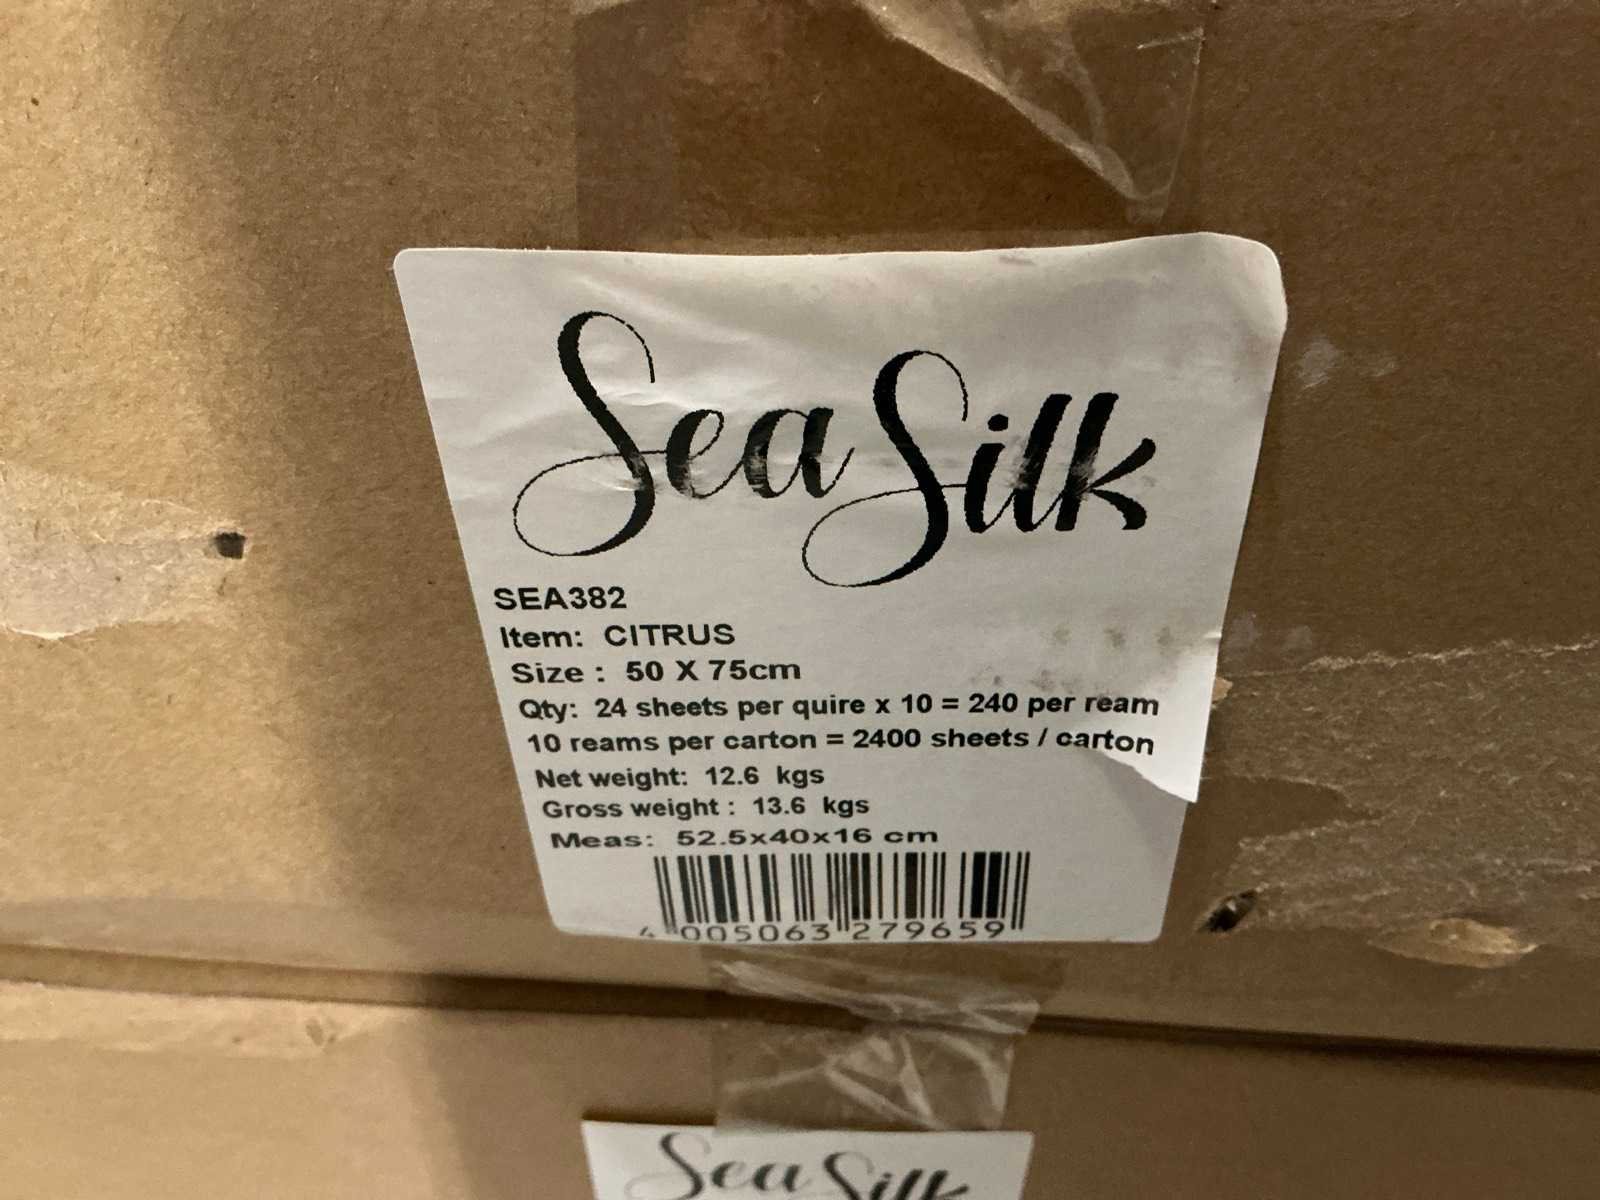 Sea Silk
SEA382
Item: CITRUS
Size : 50 X 75cm
Qty: 24 sheets per quire x 10 = 240 per ream
10 reams per carton = 2400 sheets / carton
Net weight: 12.6 kgs
Gross weight : 13.6 kgs
Meas: 52.5x40x16 cm
4 005063 279659
Sea Silk